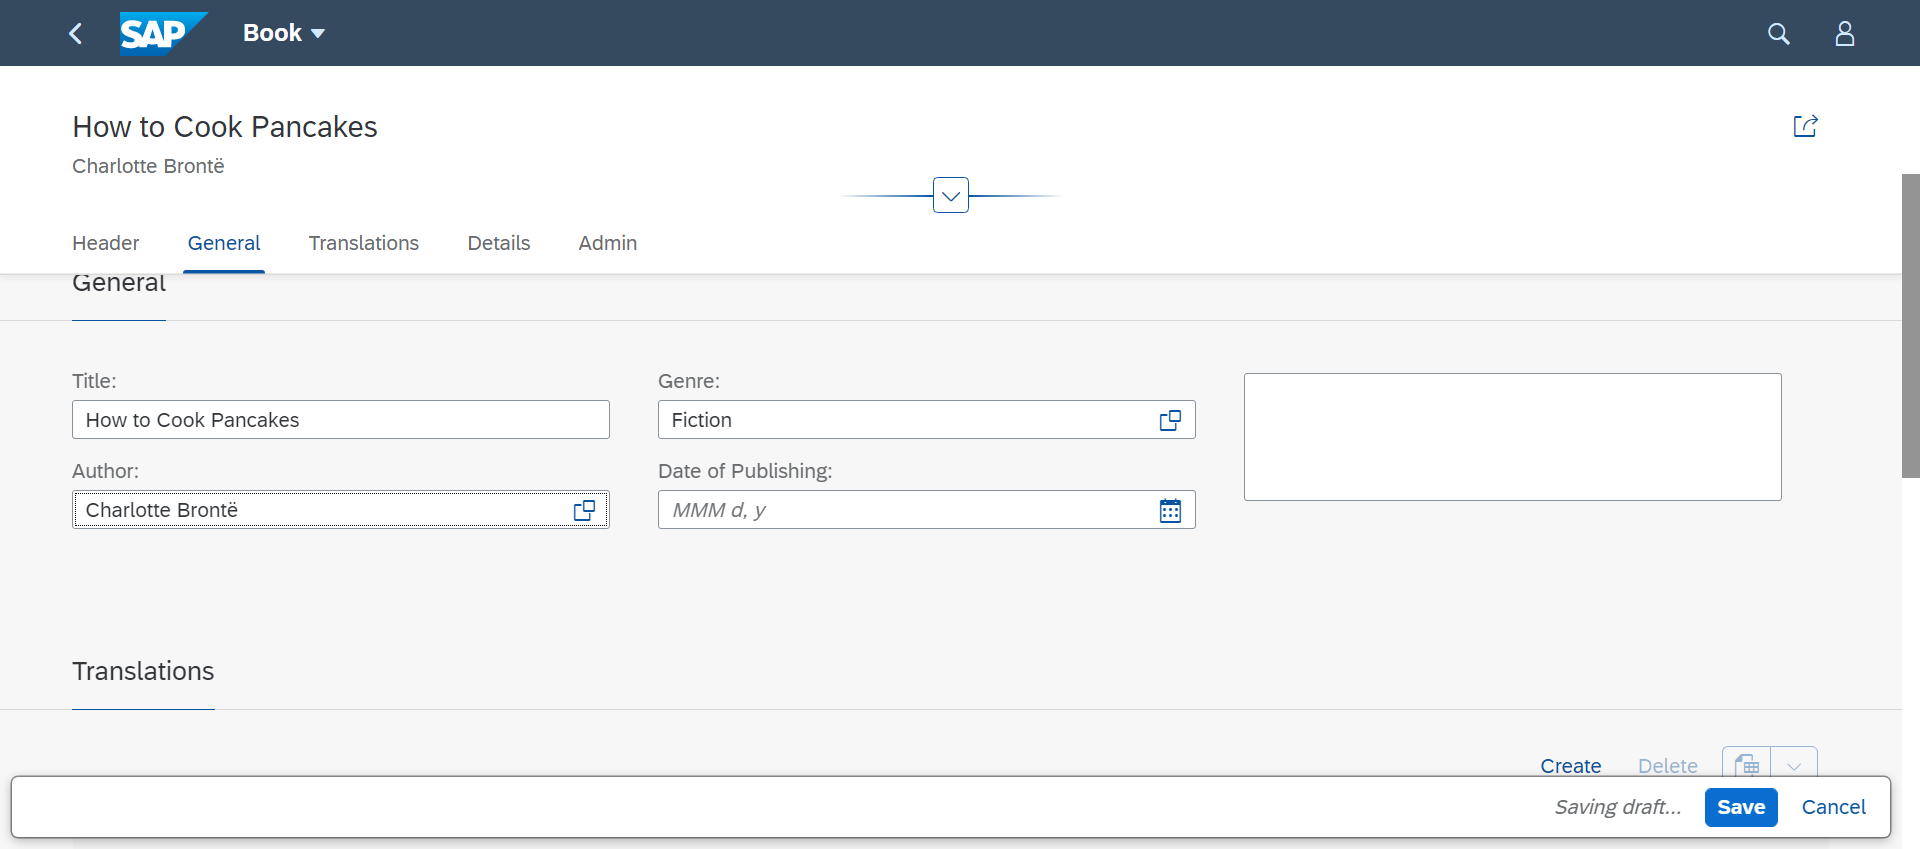 SAP Book
How to Cook Pancakes
Charlotte Brontë
Header General Translations Details Admin
General
Title: Genre:
How to Cook Pancakes Fiction
Author: Date of Publishing:
Charlotte Brontë MMM d, y
Translations
Create Delete
Saving draft... Save Cancel